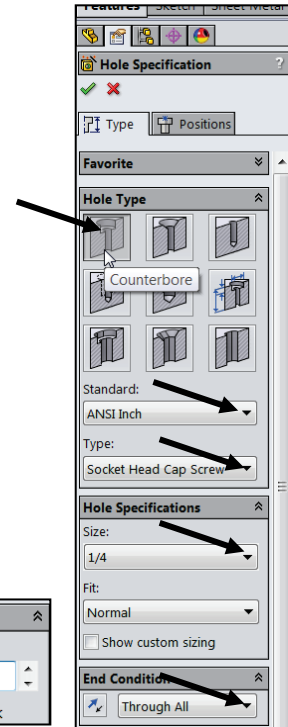 Features Sketch Sheet Metal
Hole Specification ?
Type Positions
Favorite
Hole Type
Counterbore
Standard:
ANSI Inch
Type:
Socket Head Cap Screw
Hole Specifications
Size:
1/4
Fit:
Normal
Show custom sizing
End Condition
Through All